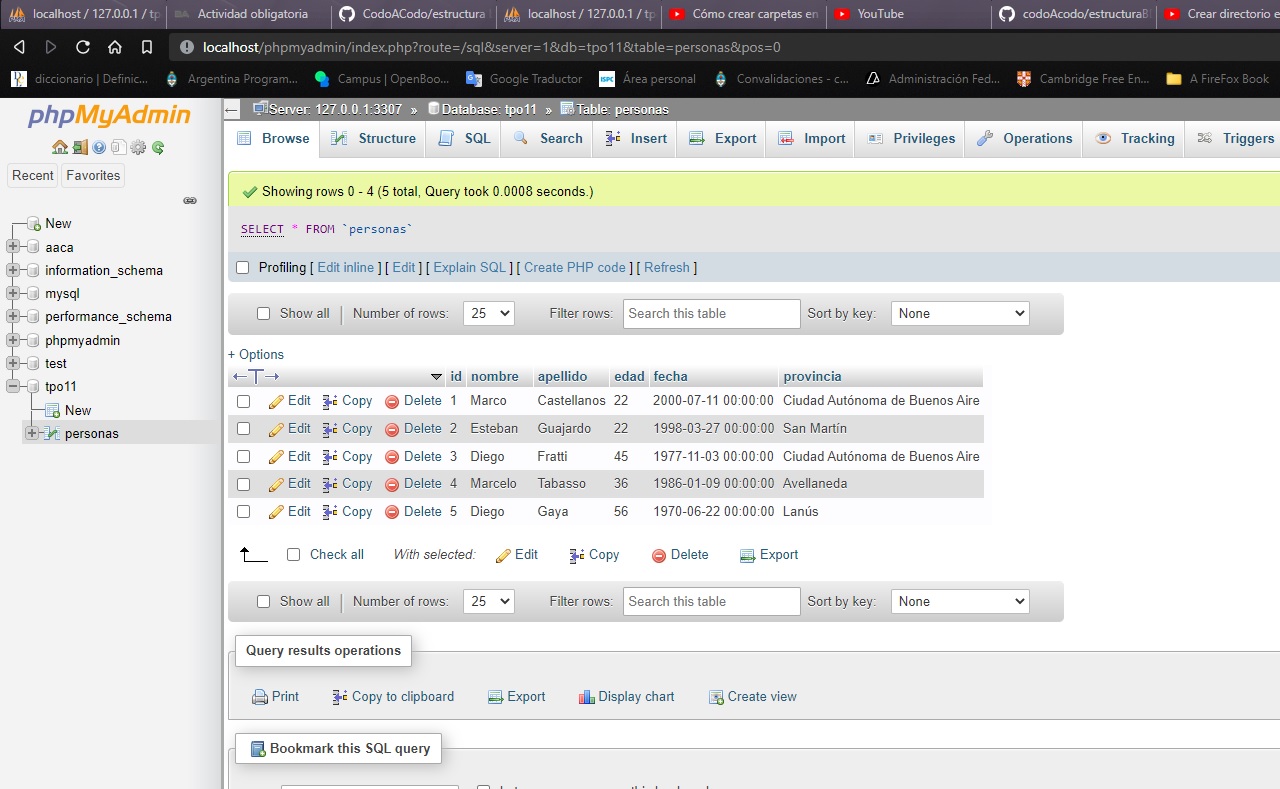 localhost / 127.0.0.1 / tp Actividad obligatoria CodoACodo/estructura localhost / 127.0.0.1 / tp Cómo crear carpetas en YouTube codoAcodo/estructuraB Crear directorio e
localhost/phpmyadmin/index.php?route=/sql&server=1&db=tpo11&table=personas&pos=0
diccionario | Definic... Argentina Program... Campus | OpenBoo... Google Traductor ISPC Área personal Convalidaciones - c... Administración Fed... Cambridge Free En... A FireFox Book
phpMyAdmin
Recent Favorites
New
aaca
information_schema
mysql
performance_schema
phpmyadmin
test
tpo11
New
personas
Server: 127.0.0.1:3307 » Database: tpo11 » Table: personas
Browse Structure SQL Search Insert Export Import Privileges Operations Tracking Triggers
Showing rows 0 - 4 (5 total, Query took 0.0008 seconds.)
SELECT * FROM `personas`
Profiling [ Edit inline ] [ Edit ] [ Explain SQL ] [ Create PHP code ] [ Refresh ]
Show all Number of rows: 25 Filter rows: Search this table Sort by key: None
+ Options
id nombre apellido edad fecha provincia
Edit Copy Delete 1 Marco Castellanos 22 2000-07-11 00:00:00 Ciudad Autónoma de Buenos Aire
Edit Copy Delete 2 Esteban Guajardo 22 1998-03-27 00:00:00 San Martín
Edit Copy Delete 3 Diego Fratti 45 1977-11-03 00:00:00 Ciudad Autónoma de Buenos Aire
Edit Copy Delete 4 Marcelo Tabasso 36 1986-01-09 00:00:00 Avellaneda
Edit Copy Delete 5 Diego Gaya 56 1970-06-22 00:00:00 Lanús
Check all With selected: Edit Copy Delete Export
Show all Number of rows: 25 Filter rows: Search this table Sort by key: None
Query results operations
Print Copy to clipboard Export Display chart Create view
Bookmark this SQL query